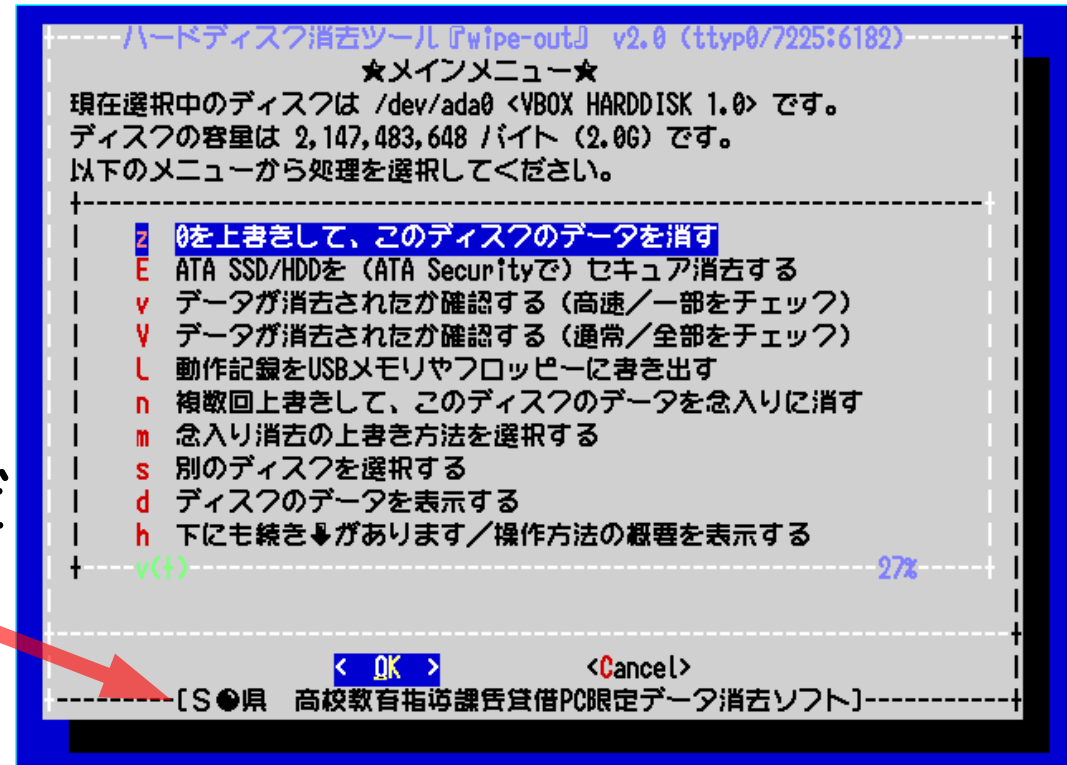 ハードディスク消去ツール『wipe-out』 v2.0 (ttyp0/7225:6182)
★メインメニュー★
現在選択中のディスクは /dev/ada0 <VBOX HARDDISK 1.0> です。
ディスクの容量は 2,147,483,648 バイト (2.0G) です。
以下のメニューから処理を選択してください。
z 0を上書きして、このディスクのデータを消す
E ATA SSD/HDDを（ATA Securityで）セキュア消去する
v データが消去されたか確認する（高速／一部をチェック）
V データが消去されたか確認する（通常／全部をチェック）
L 動作記録をUSBメモリやフロッピーに書き出す
n 複数回上書きして、このディスクのデータを念入りに消す
m 念入り消去の上書き方法を選択する
s 別のディスクを選択する
d ディスクのデータを表示する
h 下にも続き⬇があります／操作方法の概要を表示する
v(+) 27%
< OK > <Cancel>
[S●県 高校教育指導課賃貸借PC限定データ消去ソフト]